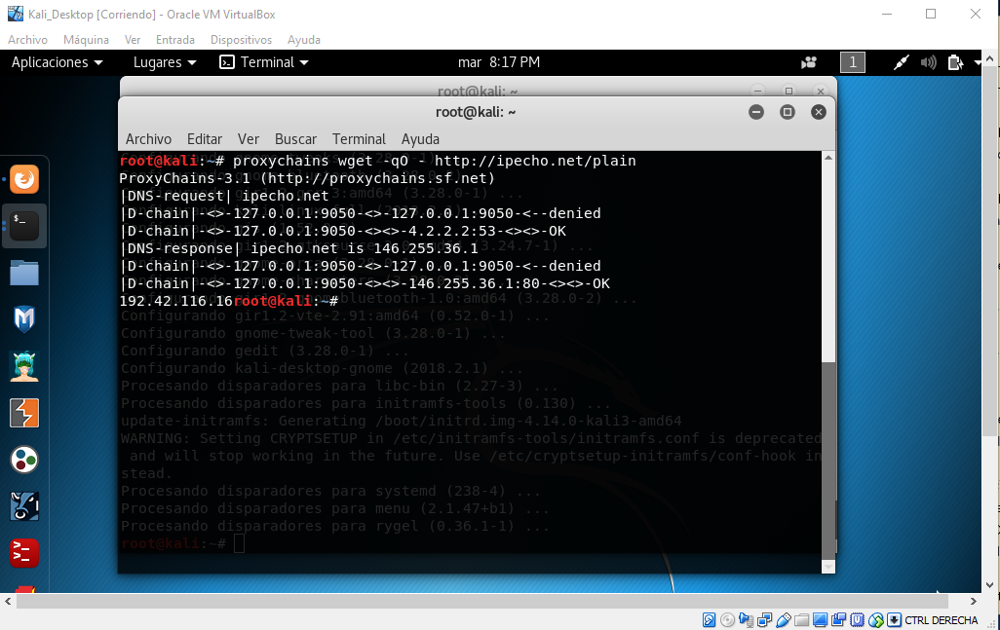 Kali_Desktop [Corriendo] - Oracle VM VirtualBox
Archivo Máquina Ver Entrada Dispositivos Ayuda
Aplicaciones Lugares Terminal mar 8:17 PM 1
root@kali: ~
root@kali: ~
Archivo Editar Ver Buscar Terminal Ayuda
root@kali:~# proxychains wget -qO - http://ipecho.net/plain
ProxyChains-3.1 (http://proxychains.sf.net)
|DNS-request| ipecho.net
|D-chain|-<>-127.0.0.1:9050-<>-127.0.0.1:9050-<--denied
|D-chain|-<>-127.0.0.1:9050-<><>-4.2.2.2:53-<><>-OK
|DNS-response| ipecho.net is 146.255.36.1
|D-chain|-<>-127.0.0.1:9050-<>-127.0.0.1:9050-<--denied
|D-chain|-<>-127.0.0.1:9050-<><>-146.255.36.1:80-<><>-OK
192.42.116.16root@kali:~#
Configurando gir1.2-vte-2.91:amd64 (0.52.0-1) ...
Configurando gnome-tweak-tool (3.28.0-1) ...
Configurando gedit (3.28.0-1) ...
Configurando kali-desktop-gnome (2018.2.1) ...
Procesando disparadores para libc-bin (2.27-3) ...
Procesando disparadores para initramfs-tools (0.130) ...
update-initramfs: Generating /boot/initrd.img-4.14.0-kali3-amd64
WARNING: Setting CRYPTSETUP in /etc/initramfs-tools/initramfs.conf is deprecated
and will stop working in the future. Use /etc/cryptsetup-initramfs/conf-hook in
stead.
Procesando disparadores para systemd (238-4) ...
Procesando disparadores para menu (2.1.47+b1) ...
Procesando disparadores para rygel (0.36.1-1) ...
root@kali:~#
CTRL DERECHA